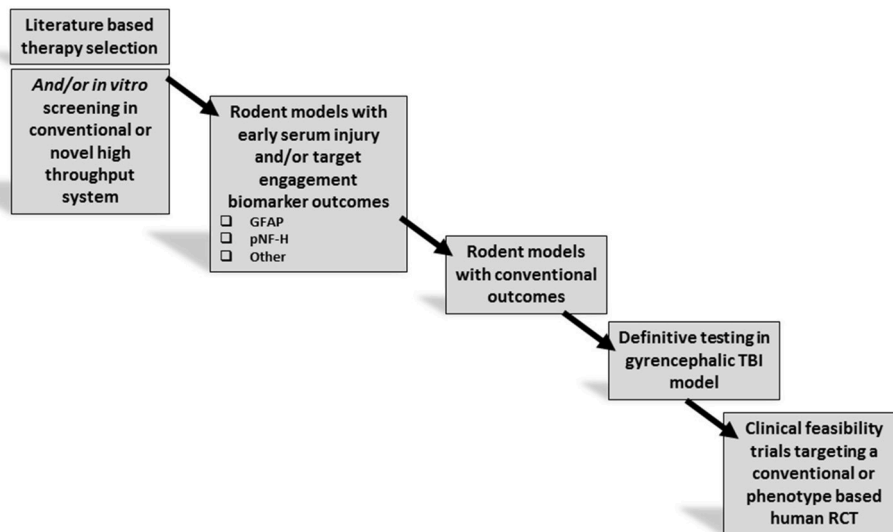 Literature based
therapy selection
And/or in vitro
screening in
conventional or
novel high
throughput
system
Rodent models with
early serum injury
and/or target
engagement
biomarker outcomes
❑ GFAP
❑ pNF-H
❑ Other
Rodent models
with conventional
outcomes
Definitive testing in
gyrencephalic TBI
model
Clinical feasibility
trials targeting a
conventional or
phenotype based
human RCT